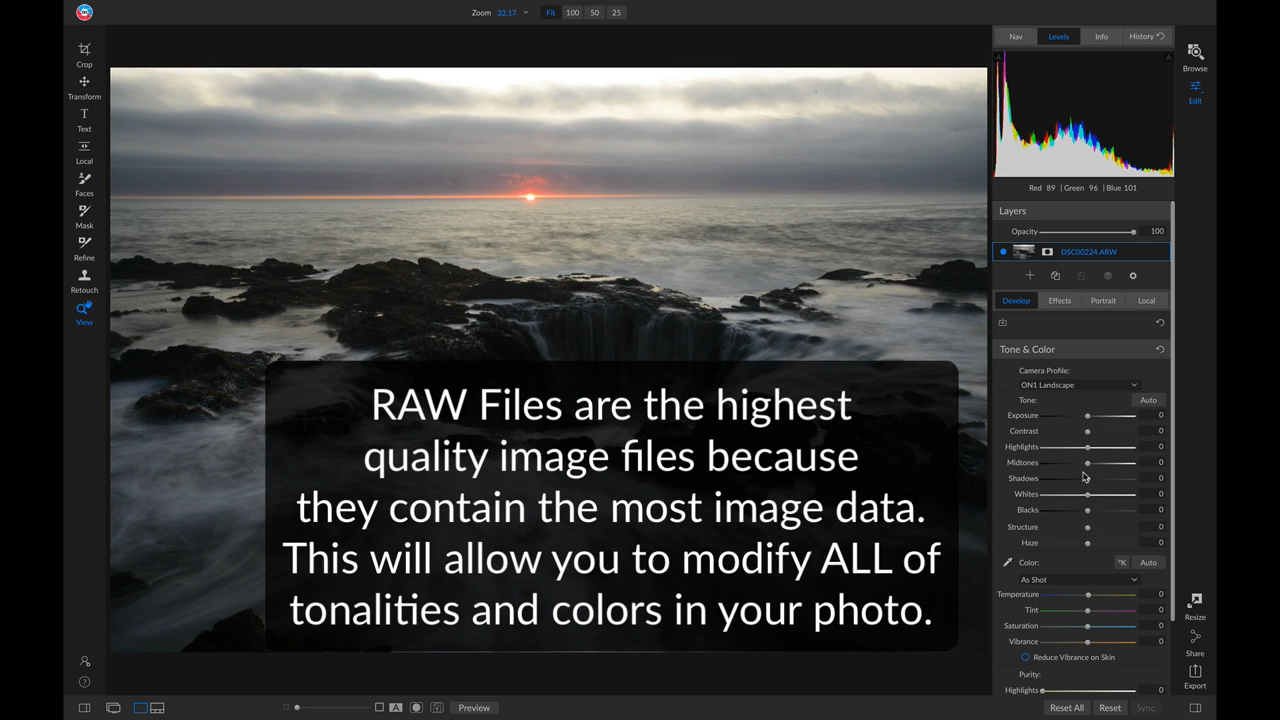 Zoom 32.17 Fit 100 50 25
Crop
Transform
Text
Local
Faces
Mask
Refine
Retouch
View
RAW Files are the highest
quality image files because
they contain the most image data.
This will allow you to modify ALL of
tonalities and colors in your photo.
Nav Levels Info History
Red 89 | Green 96 | Blue 101
Layers
Opacity 100
DSC00224.ARW
Develop Effects Portrait Local
Tone & Color
Camera Profile:
ON1 Landscape
Tone: Auto
Exposure 0
Contrast 0
Highlights 0
Midtones 0
Shadows 0
Whites 0
Blacks 0
Structure 0
Haze 0
Color: °K Auto
As Shot
Temperature 0
Tint 0
Saturation 0
Vibrance 0
Reduce Vibrance on Skin
Purity:
Highlights 0
Browse
Edit
Resize
Share
Export
A Preview
Reset All Reset Sync